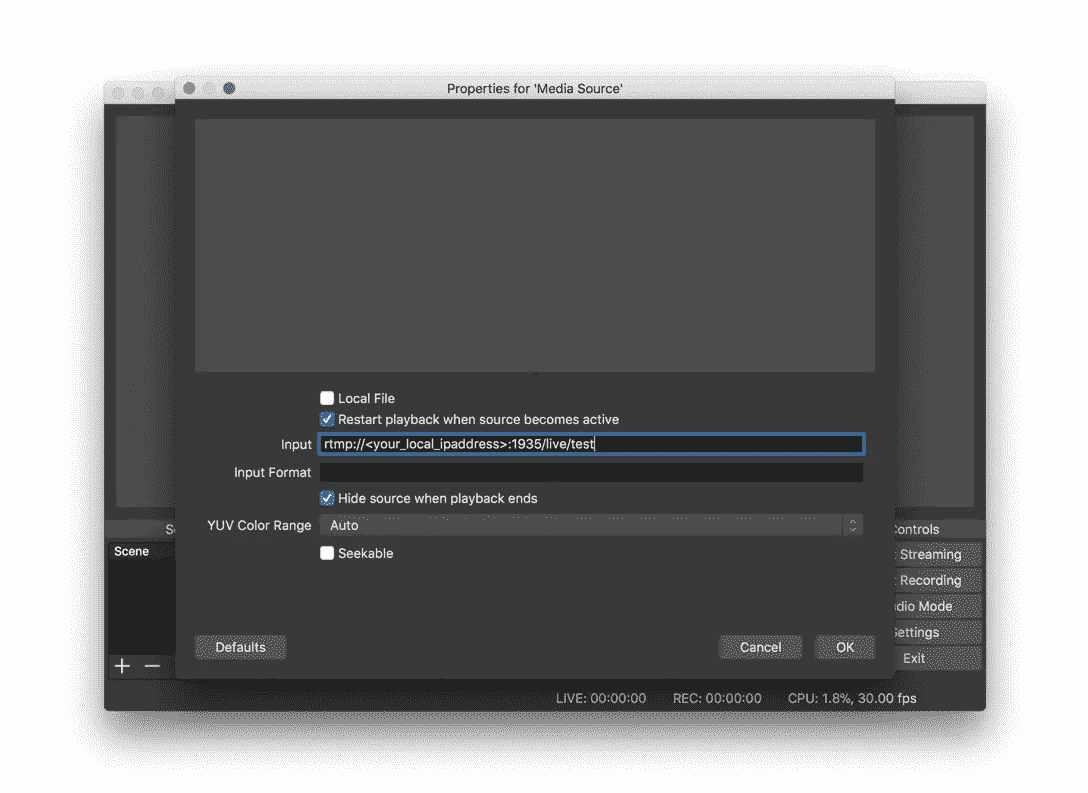 Properties for 'Media Source'
Local File
Restart playback when source becomes active
Input rtmp://<your_local_ipaddress>:1935/live/test
Input Format
Hide source when playback ends
YUV Color Range Auto
Controls
Scene
Streaming
Seekable
Recording
Mode
Settings
Defaults Cancel OK
Exit
LIVE: 00:00:00 REC: 00:00:00 CPU: 1.8%, 30.00 fps